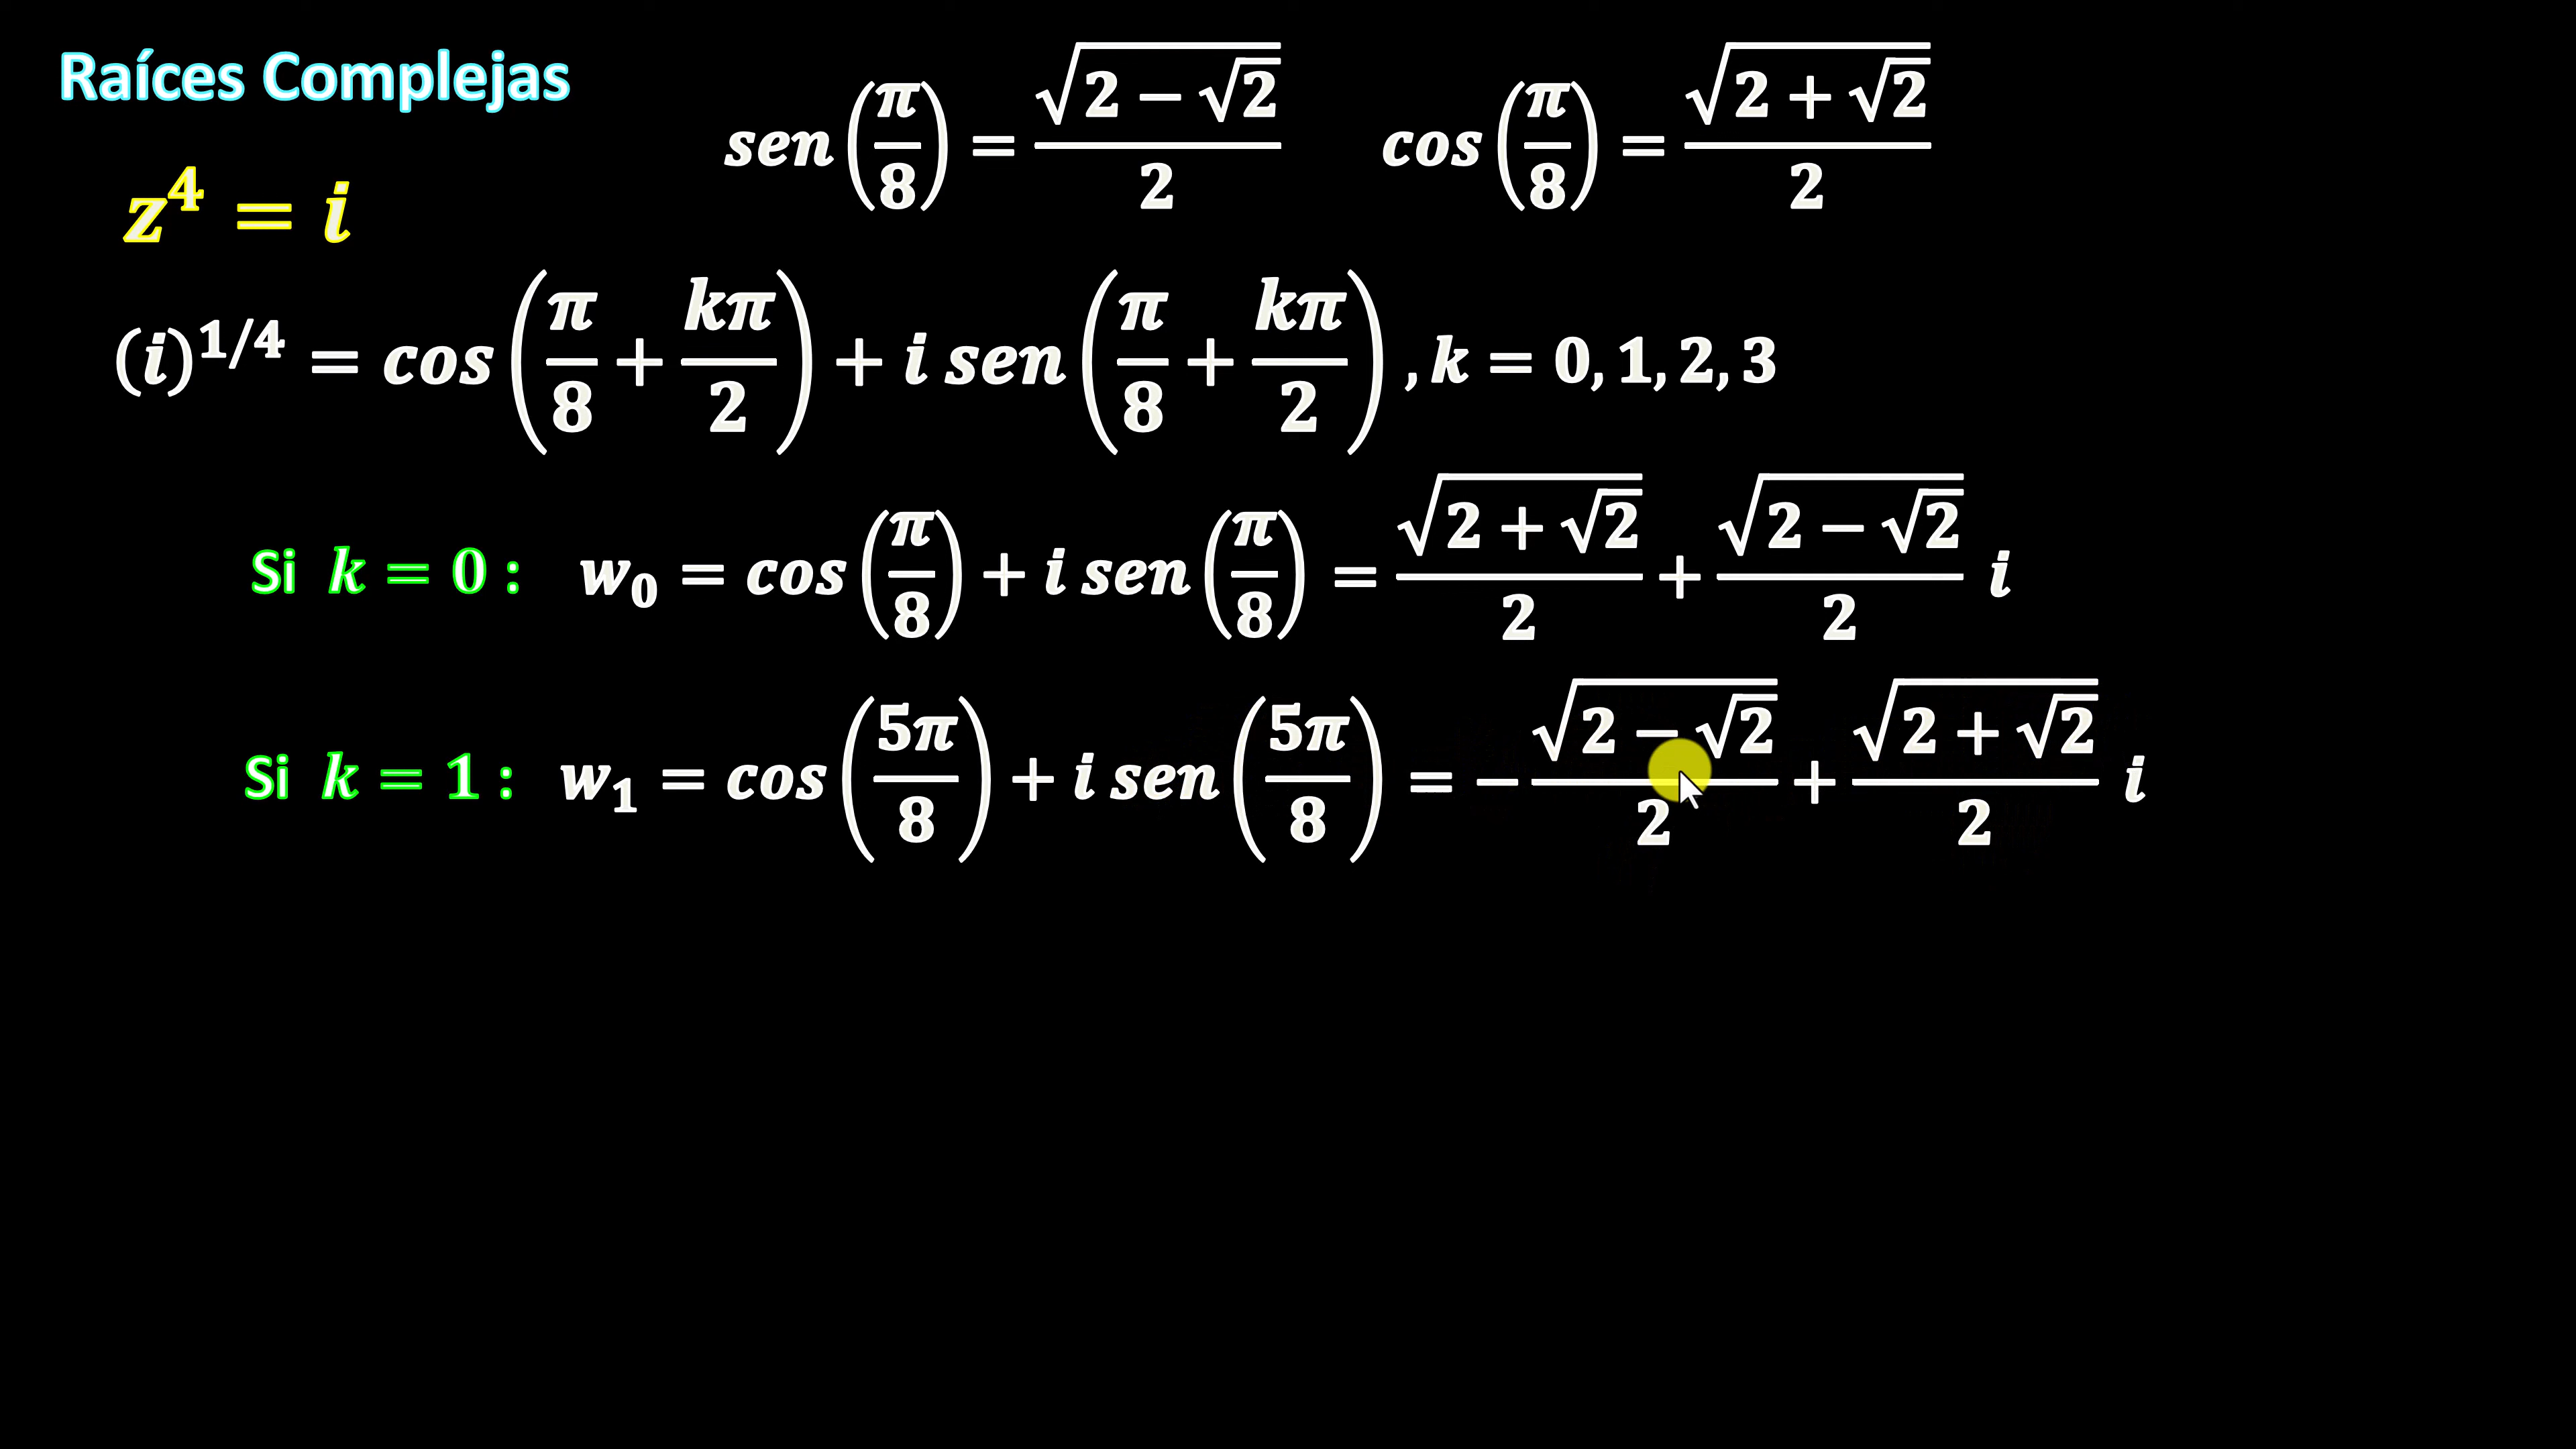 Raíces Complejas
sen(π/8) = √(2 − √2)/2    cos(π/8) = √(2 + √2)/2
z⁴ = i
(i)^{1/4} = cos(π/8 + kπ/2) + i sen(π/8 + kπ/2), k = 0, 1, 2, 3
Si k = 0 : w₀ = cos(π/8) + i sen(π/8) = √(2 + √2)/2 + √(2 − √2)/2 i
Si k = 1 : w₁ = cos(5π/8) + i sen(5π/8) = −√(2 − √2)/2 + √(2 + √2)/2 i